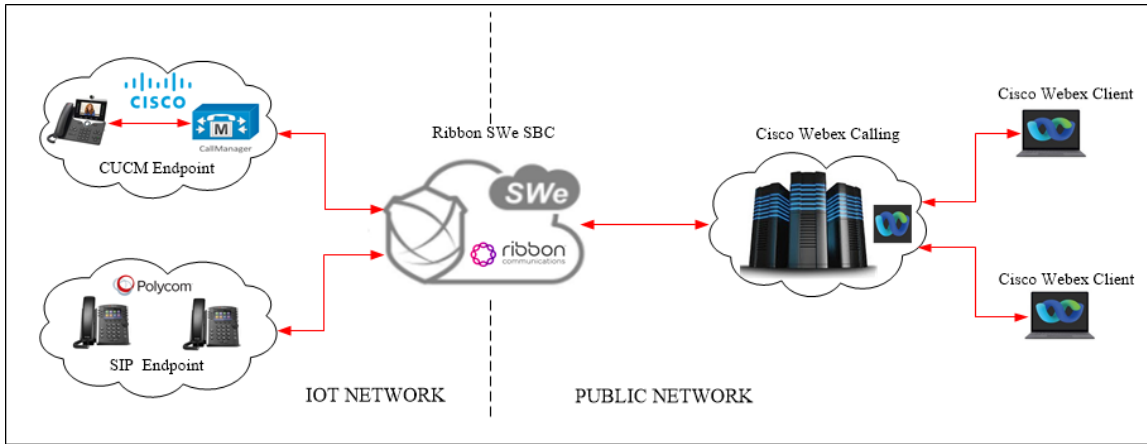 CISCO
M
CallManager
CUCM Endpoint
Polycom
SIP Endpoint
IOT NETWORK
Ribbon SWe SBC
SWe
ribbon
communications
PUBLIC NETWORK
Cisco Webex Calling
Cisco Webex Client
Cisco Webex Client